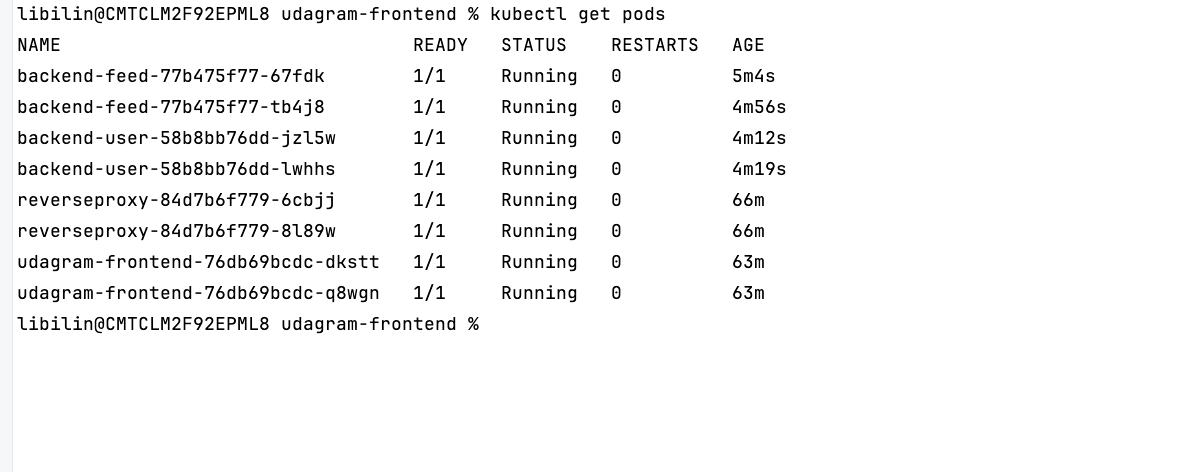 libilin@CMTCLM2F92EPML8 udagram-frontend % kubectl get pods
NAME READY STATUS RESTARTS AGE
backend-feed-77b475f77-67fdk 1/1 Running 0 5m4s
backend-feed-77b475f77-tb4j8 1/1 Running 0 4m56s
backend-user-58b8bb76dd-jzl5w 1/1 Running 0 4m12s
backend-user-58b8bb76dd-lwhhs 1/1 Running 0 4m19s
reverseproxy-84d7b6f779-6cbjj 1/1 Running 0 66m
reverseproxy-84d7b6f779-8l89w 1/1 Running 0 66m
udagram-frontend-76db69bcdc-dkstt 1/1 Running 0 63m
udagram-frontend-76db69bcdc-q8wgn 1/1 Running 0 63m
libilin@CMTCLM2F92EPML8 udagram-frontend %